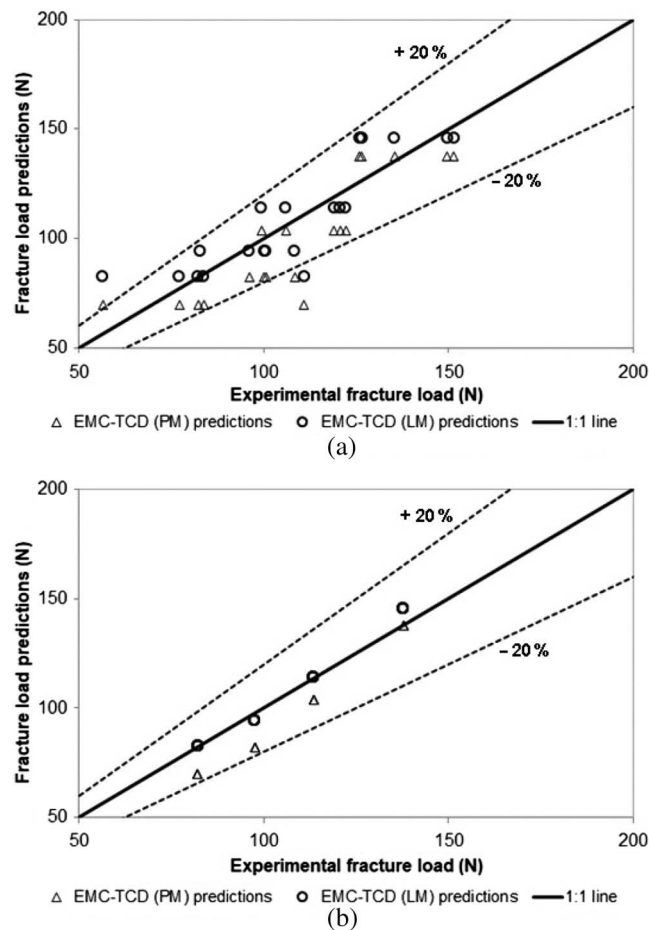 200
150
100
50
Fracture load predictions (N)
+ 20 %
– 20 %
50 100 150 200
Experimental fracture load (N)
△ EMC-TCD (PM) predictions O EMC-TCD (LM) predictions 1:1 line
(a)
200
150
100
50
Fracture load predictions (N)
+ 20 %
– 20 %
50 100 150 200
Experimental fracture load (N)
△ EMC-TCD (PM) predictions O EMC-TCD (LM) predictions 1:1 line
(b)